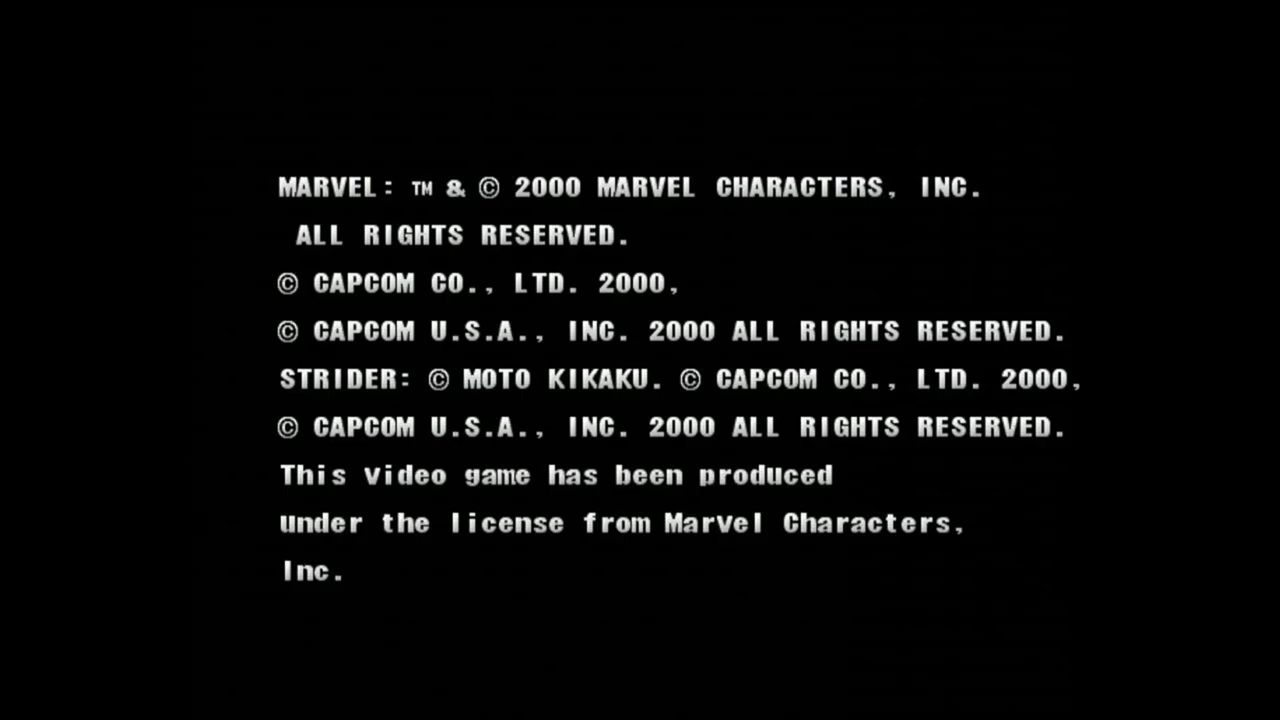 MARVEL: ™ & © 2000 MARVEL CHARACTERS, INC.
ALL RIGHTS RESERVED.
© CAPCOM CO., LTD. 2000,
© CAPCOM U.S.A., INC. 2000 ALL RIGHTS RESERVED.
STRIDER: © MOTO KIKAKU. © CAPCOM CO., LTD. 2000,
© CAPCOM U.S.A., INC. 2000 ALL RIGHTS RESERVED.
This video game has been produced
under the license from Marvel Characters,
Inc.